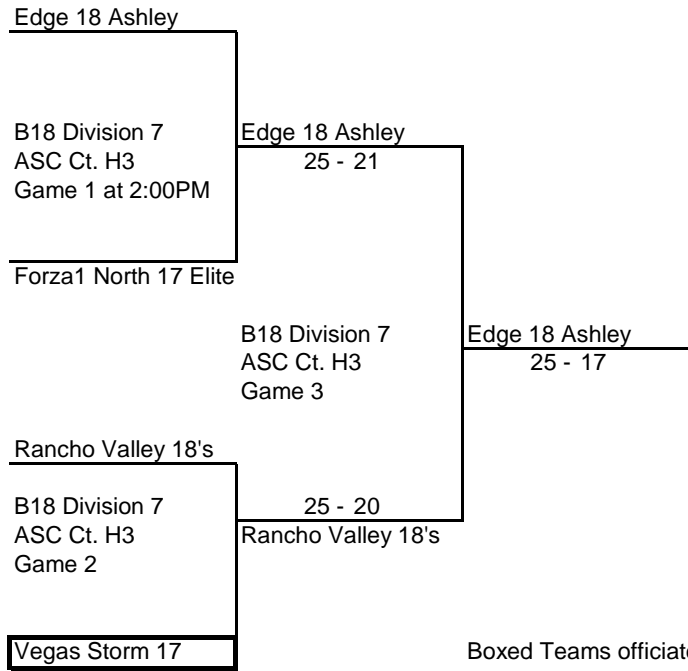 Edge 18 Ashley
B18 Division 7
ASC Ct. H3
Game 1 at 2:00PM
Edge 18 Ashley
25 - 21
Forza1 North 17 Elite
B18 Division 7
ASC Ct. H3
Game 3
Edge 18 Ashley
25 - 17
Rancho Valley 18's
B18 Division 7
ASC Ct. H3
Game 2
25 - 20
Rancho Valley 18's
Vegas Storm 17
Boxed Teams officiate